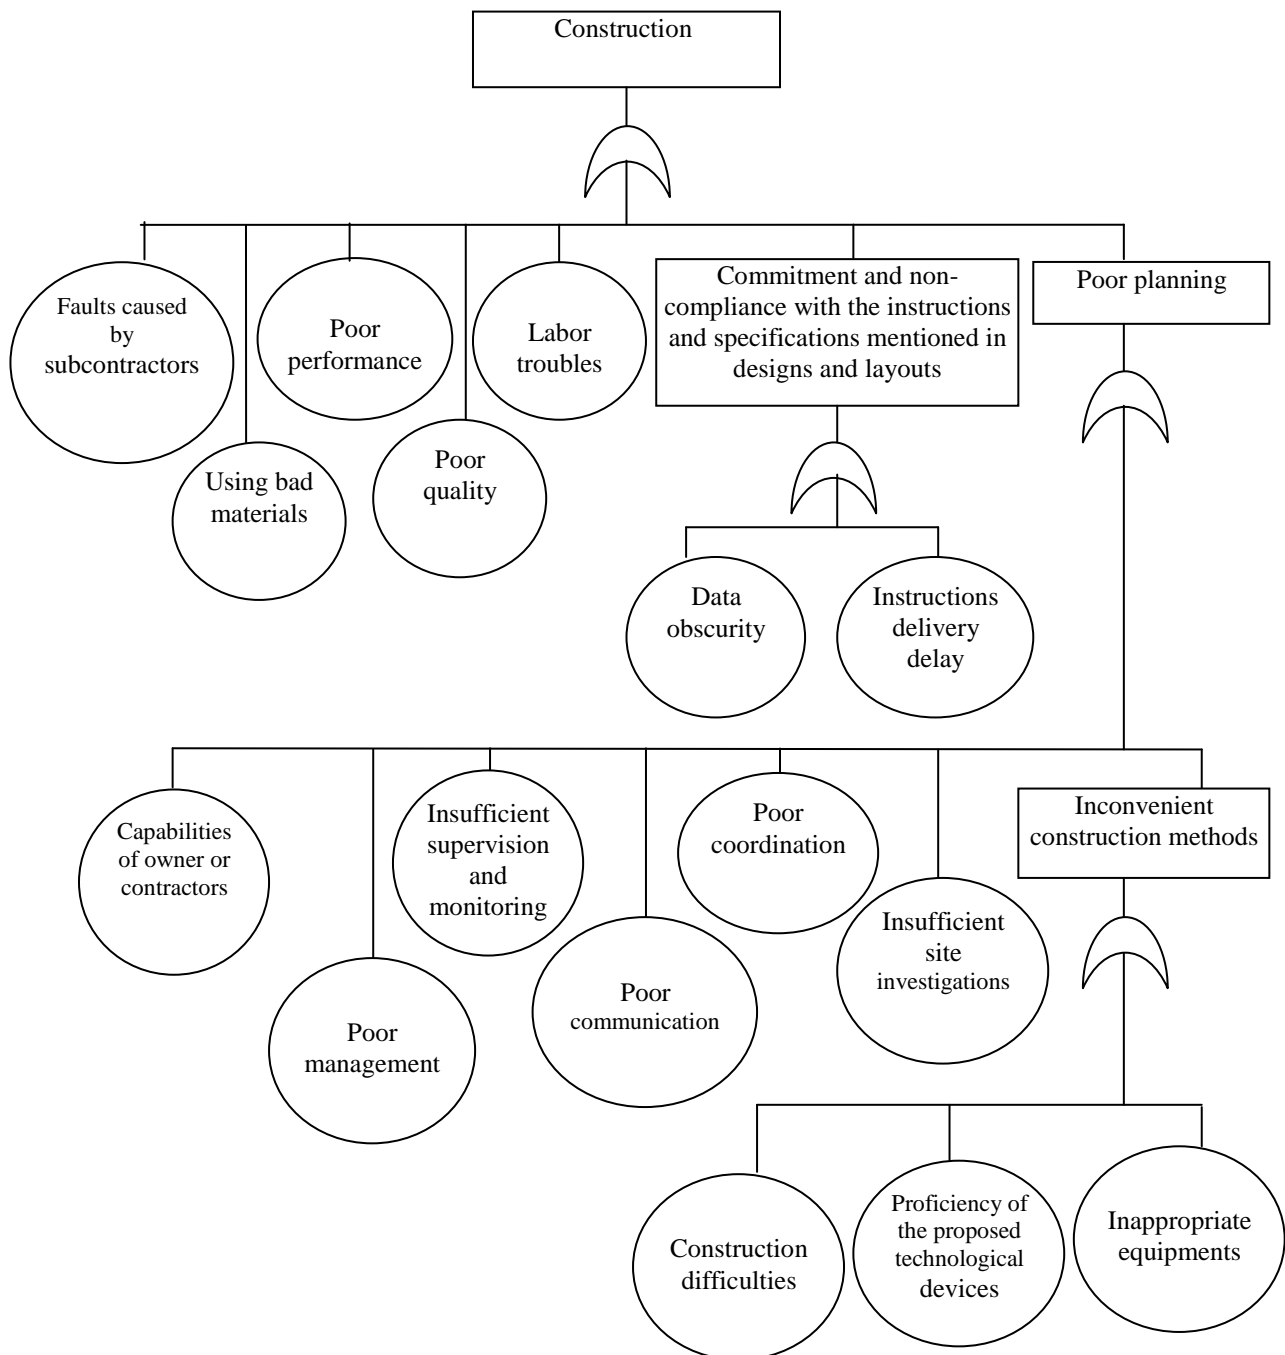 Construction
Faults caused
by
subcontractors
Using bad
materials
Poor
performance
Poor
quality
Labor
troubles
Commitment and non-
compliance with the instructions
and specifications mentioned in
designs and layouts
Poor planning
Data
obscurity
Instructions
delivery
delay
Capabilities
of owner or
contractors
Poor
management
Insufficient
supervision
and
monitoring
Poor
communication
Poor
coordination
Insufficient
site
investigations
Inconvenient
construction methods
Construction
difficulties
Proficiency of
the proposed
technological
devices
Inappropriate
equipments